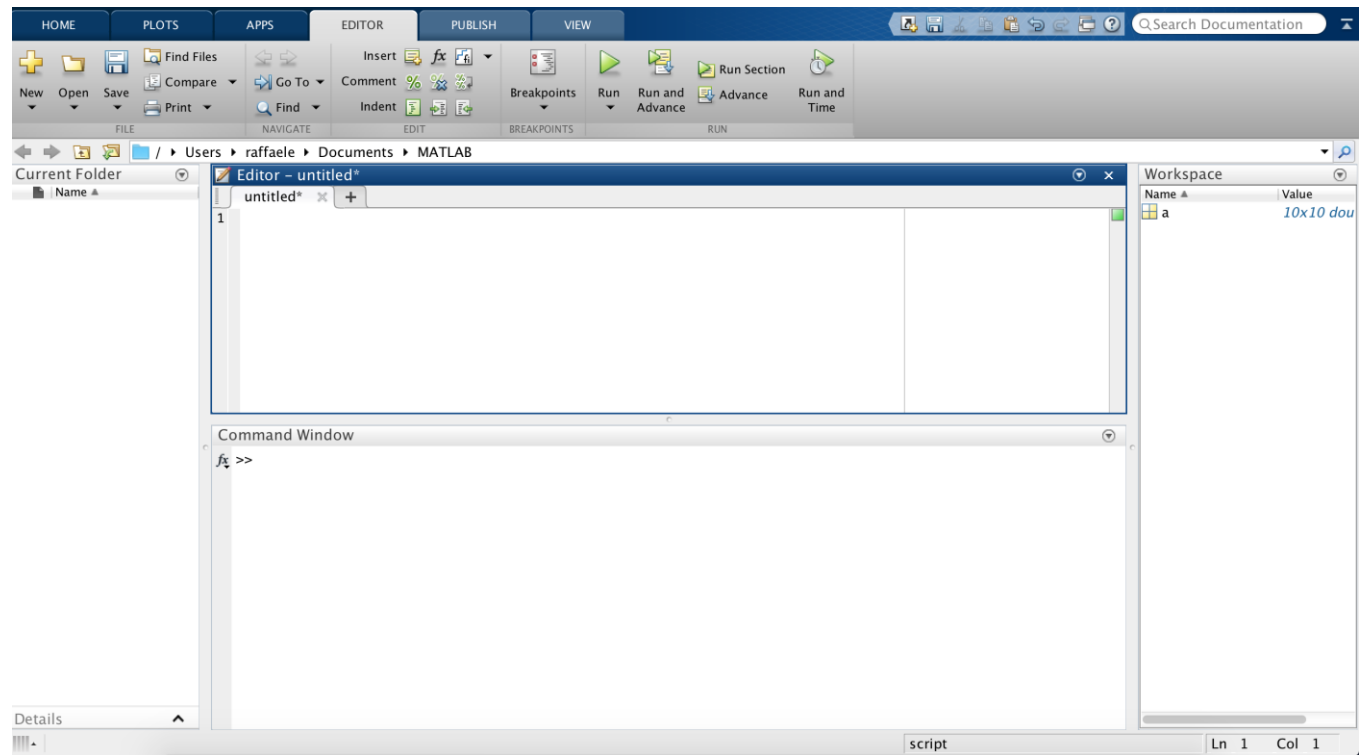 HOME PLOTS APPS EDITOR PUBLISH VIEW Search Documentation
Find Files Insert fx
New Open Save Compare Go To Comment Breakpoints Run Run and Advance Run Section Advance Run and Time
Print Find Indent
FILE NAVIGATE EDIT BREAKPOINTS RUN
/ Users raffaele Documents MATLAB
Current Folder
Name
Editor – untitled*
untitled* +
1
Workspace
Name Value
a 10x10 dou
Command Window
fx >>
Details
script Ln 1 Col 1